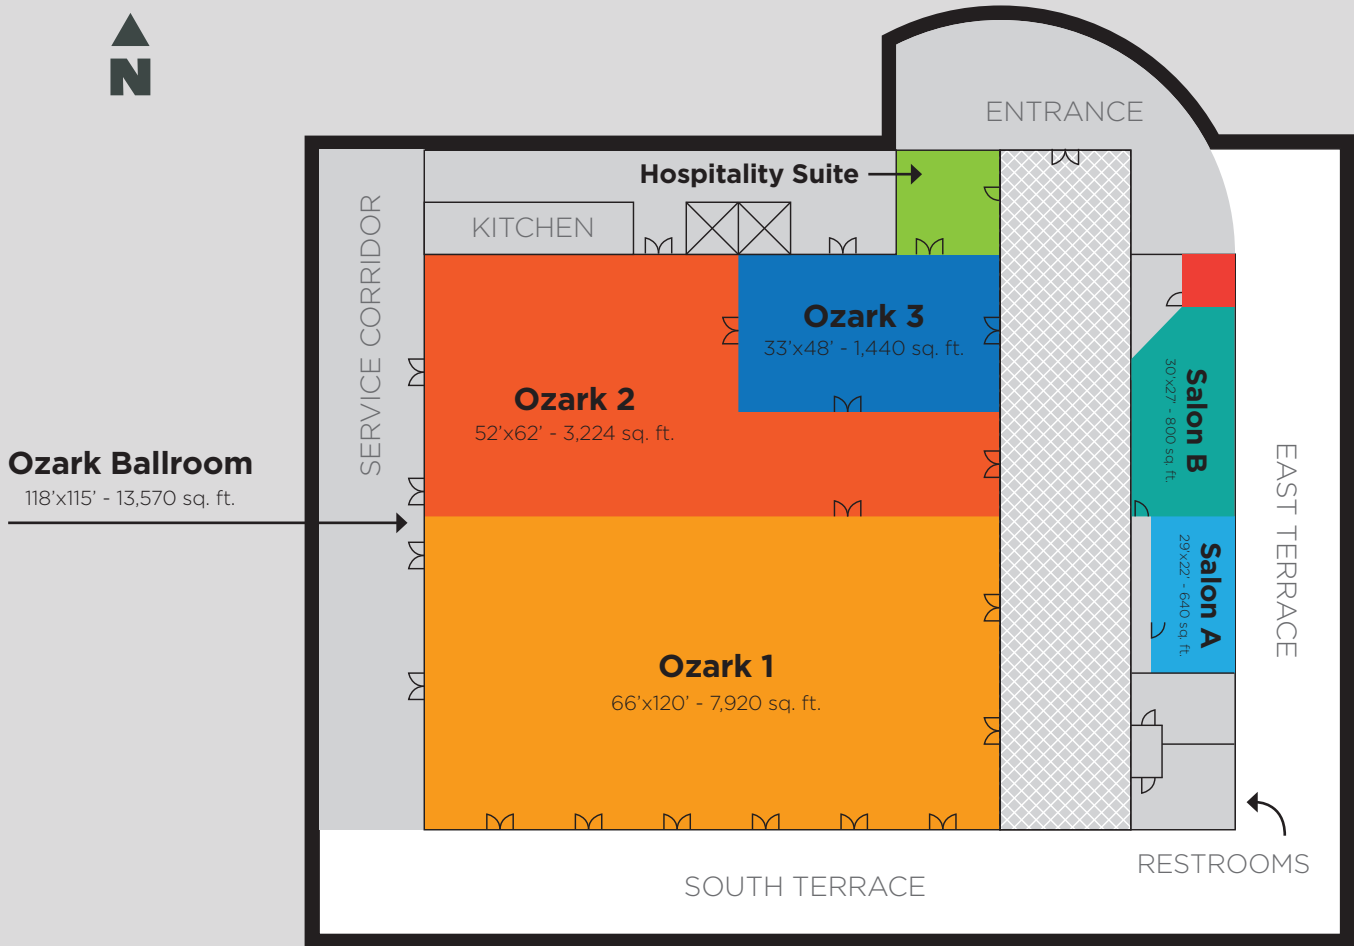 N
ENTRANCE
Hospitality Suite
KITCHEN
SERVICE CORRIDOR
Ozark 3
33’x48’ - 1,440 sq. ft.
Ozark 2
52’x62’ - 3,224 sq. ft.
Salon B
30’x27’ - 800 sq. ft.
Ozark Ballroom
118’x115’ - 13,570 sq. ft.
EAST TERRACE
Salon A
29’x22’ - 640 sq. ft.
Ozark 1
66’x120’ - 7,920 sq. ft.
RESTROOMS
SOUTH TERRACE